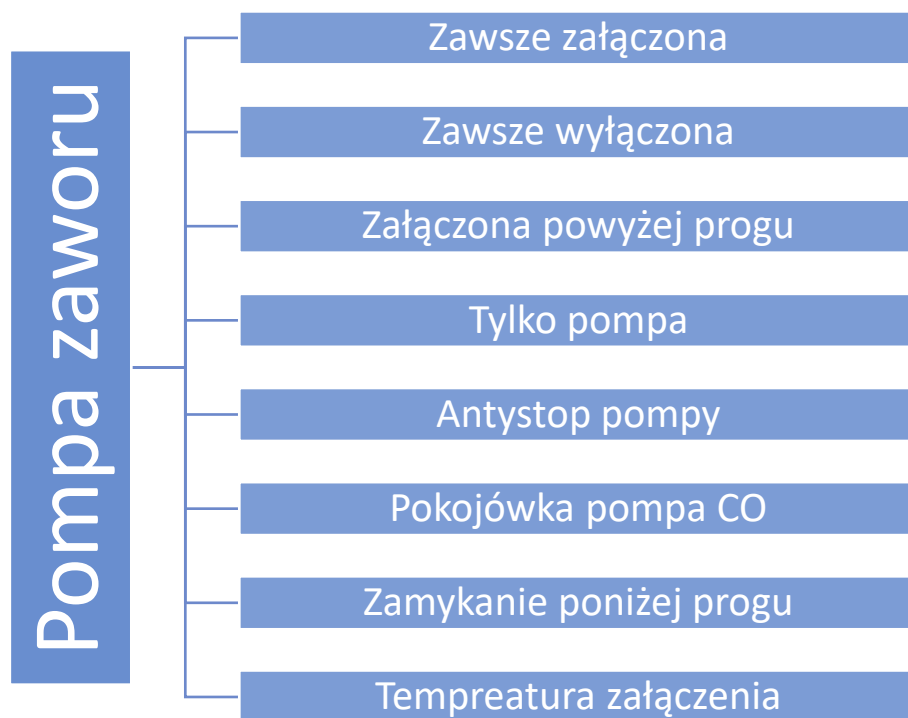 Pompa zaworu
Zawsze załączona
Zawsze wyłączona
Załączona powyżej progu
Tylko pompa
Antystop pompy
Pokojówka pompa CO
Zamykanie poniżej progu
Tempreatura załączenia